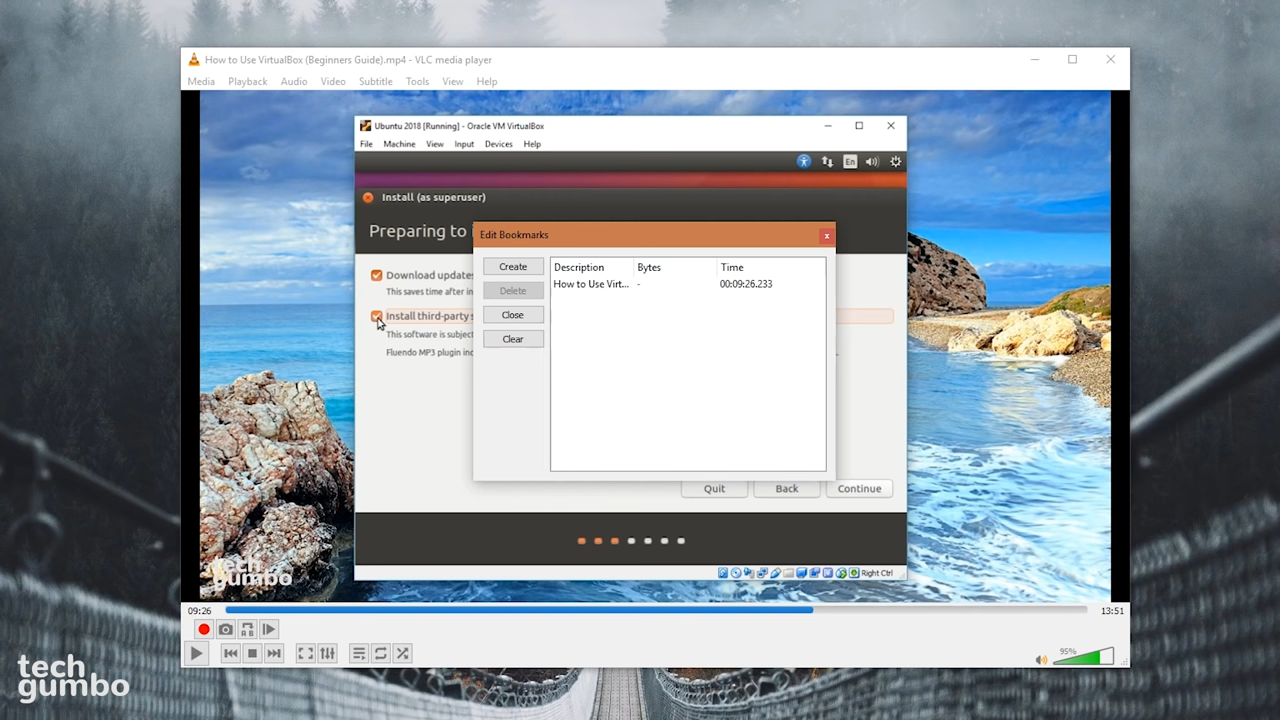 How to Use VirtualBox (Beginners Guide).mp4 - VLC media player
Media Playback Audio Video Subtitle Tools View Help
Ubuntu 2018 [Running] - Oracle VM VirtualBox
File Machine View Input Devices Help
En
Install (as superuser)
Preparing to
Edit Bookmarks
Download updates
This saves time after in
Install third-party s
This software is subject
Fluendo MP3 plugin inc
Create
Delete
Close
Clear
Description Bytes Time
How to Use Virt... - 00:09:26.233
Quit Back Continue
tech
gumbo
Right Ctrl
09:26
13:51
A B
95%
tech
gumbo